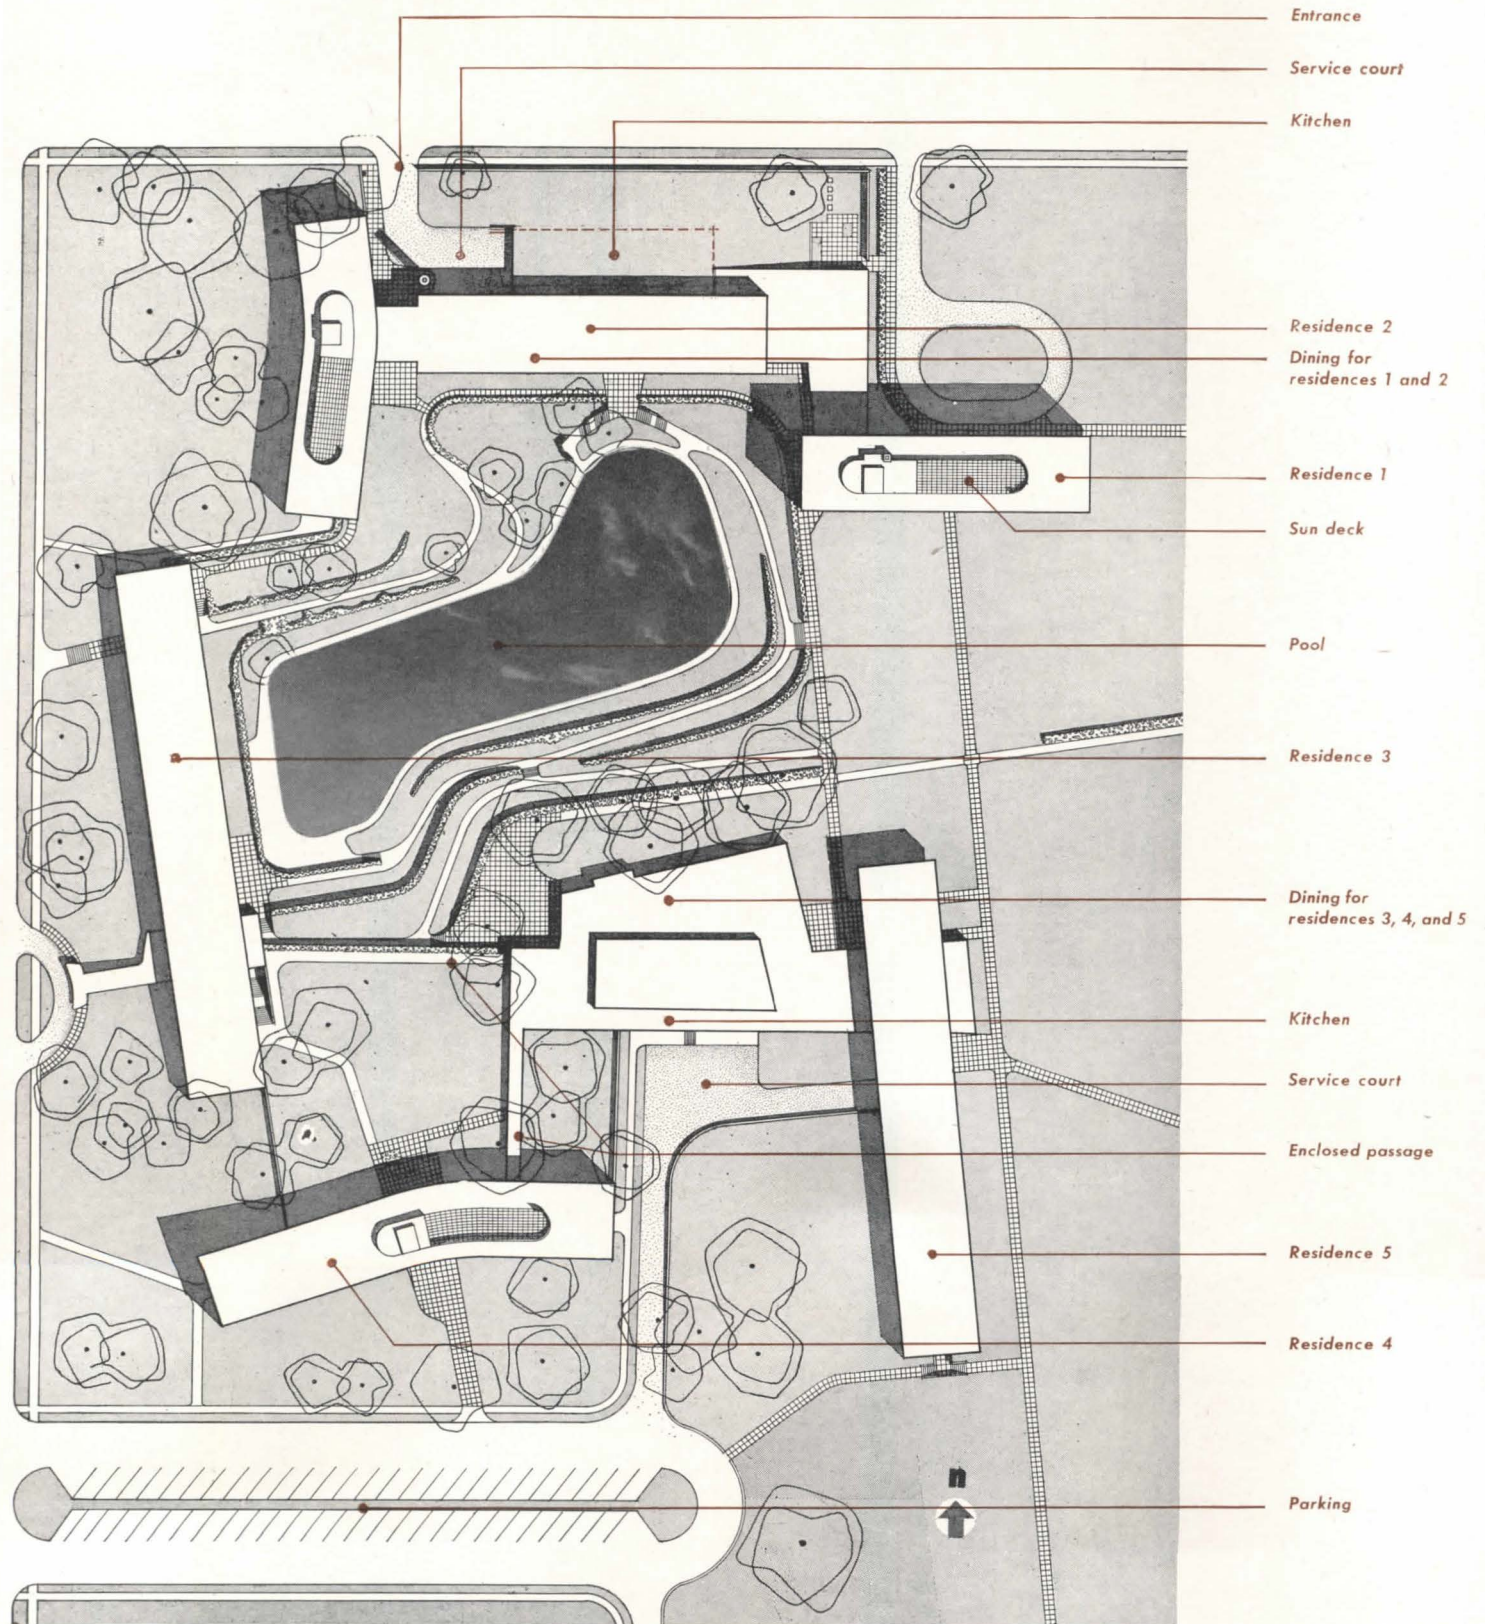 Entrance
Service court
Kitchen
Residence 2
Dining for
residences 1 and 2
Residence 1
Sun deck
Pool
Residence 3
Dining for
residences 3, 4, and 5
Kitchen
Service court
Enclosed passage
Residence 5
Residence 4
n
Parking